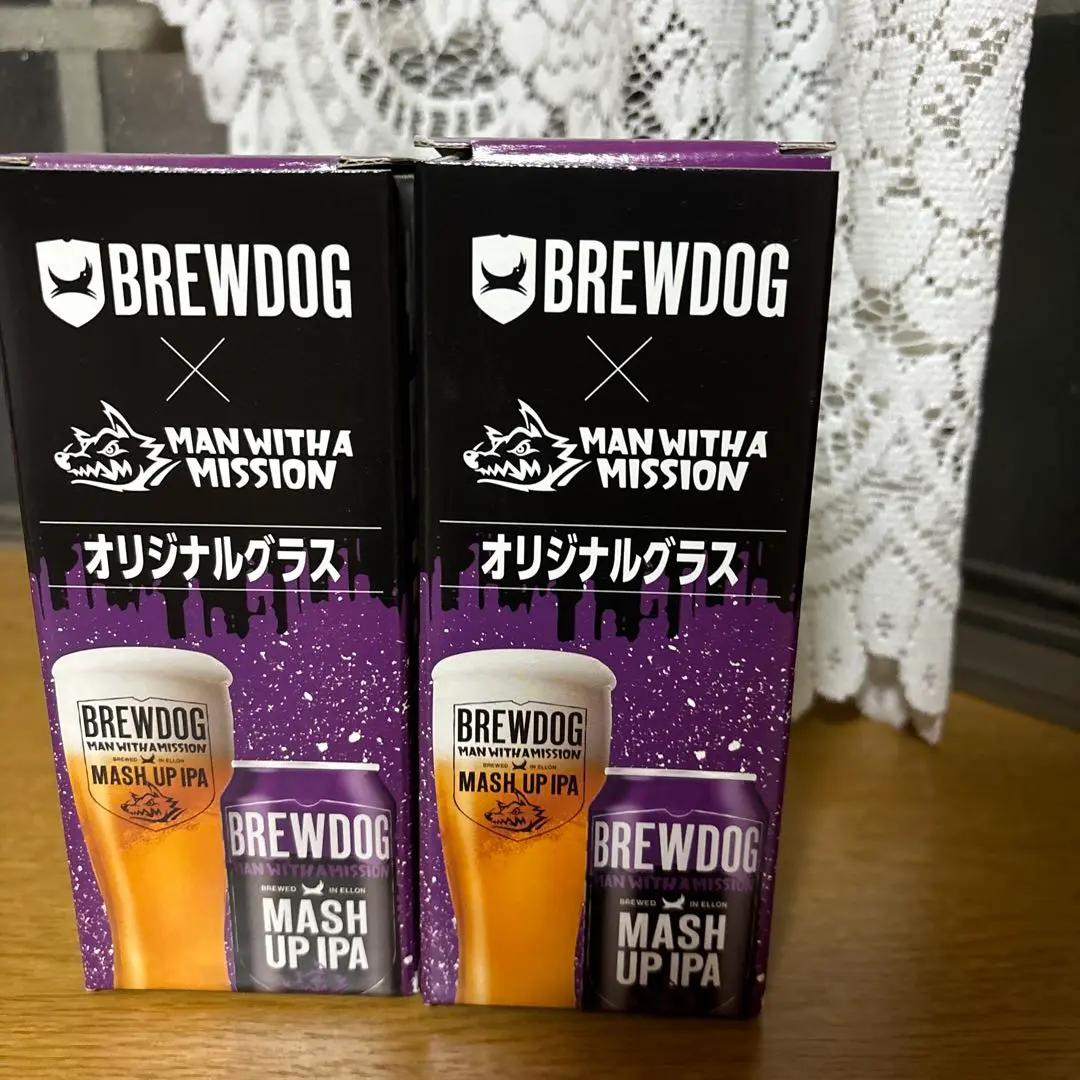 BREWDOG
×
MAN WITH A
MISSION
オリジナルグラス
BREWDOG
MAN WITH A MISSION
BREWED IN ELLON
MASH UP IPA
BREWDOG
MAN WITH A MISSION
BREWED IN ELLON
MASH
UP IPA
BREWDOG
×
MAN WITH A
MISSION
オリジナルグラス
BREWDOG
MAN WITH A MISSION
BREWED IN ELLON
MASH UP IPA
BREWDOG
MAN WITH A MISSION
BREWED IN ELLON
MASH
UP IPA